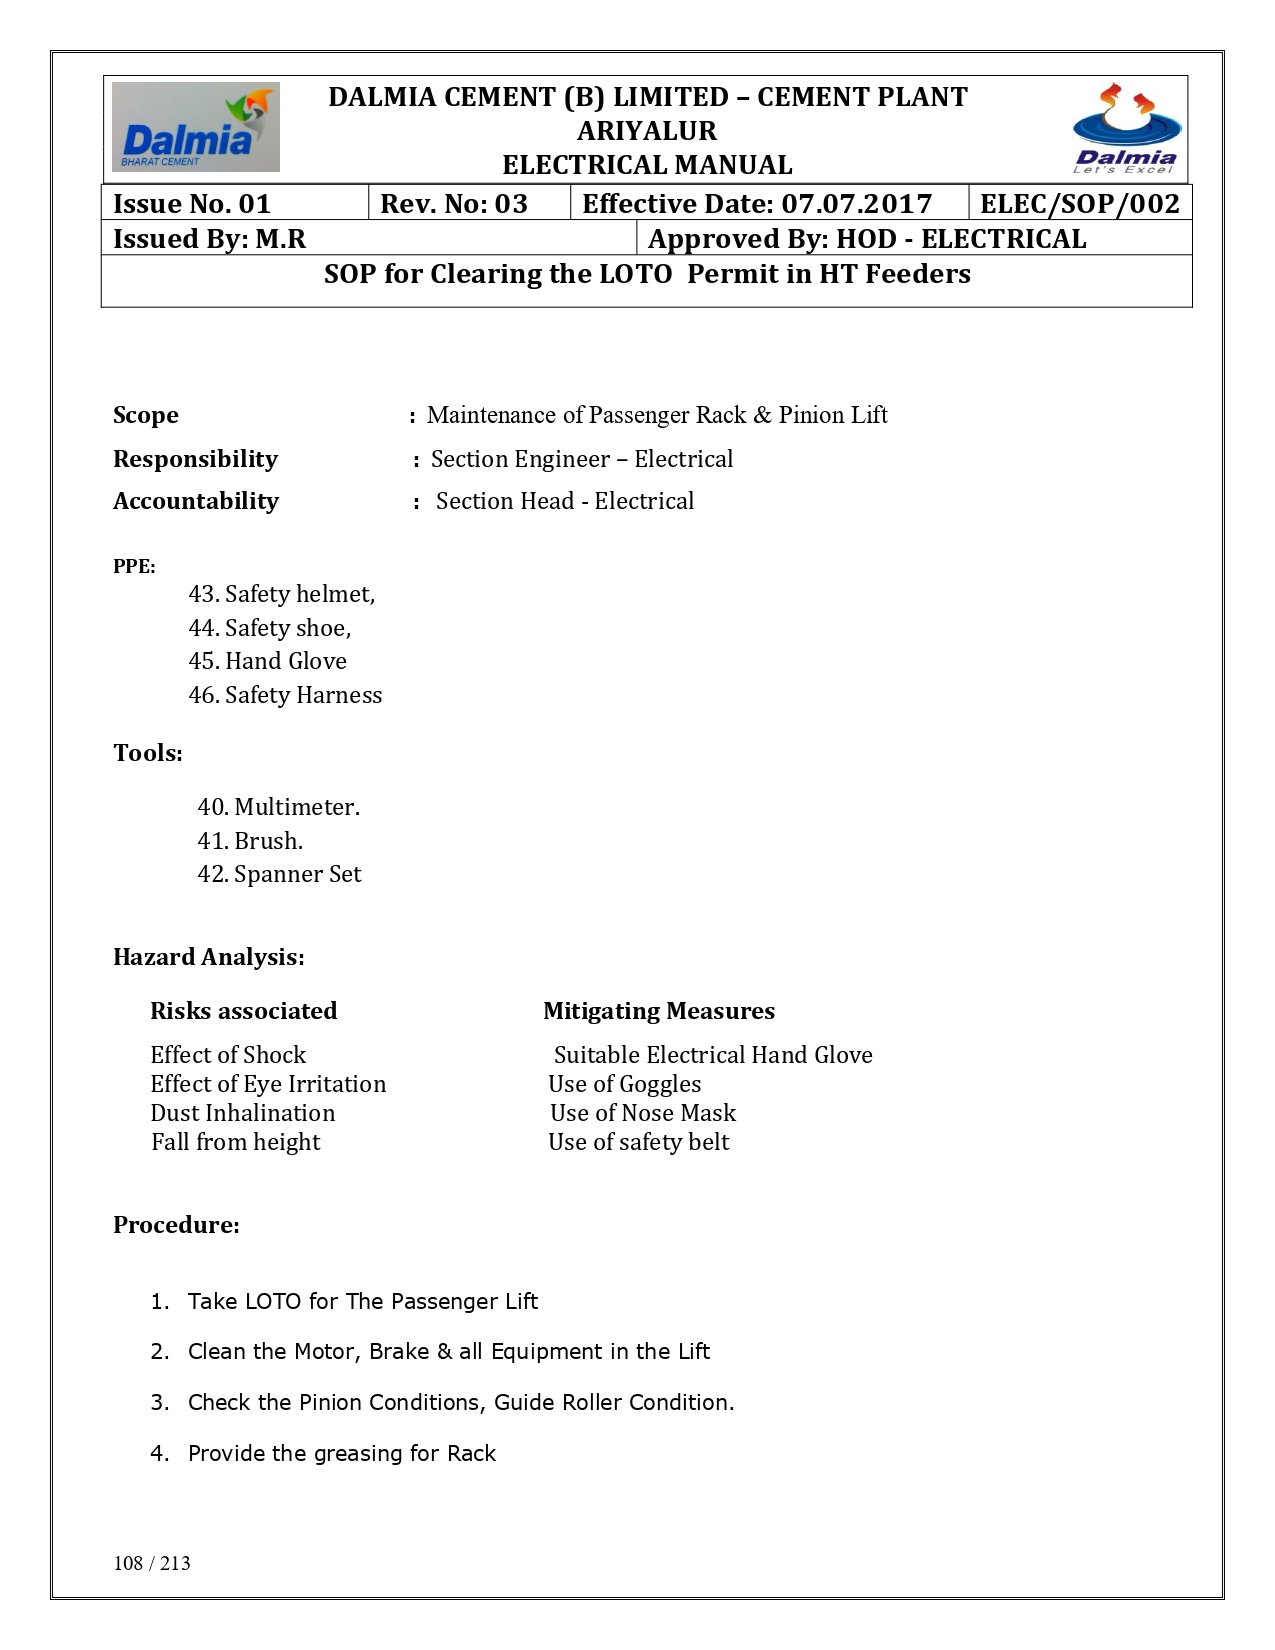 Dalmia
BHARAT CEMENT
DALMIA CEMENT (B) LIMITED – CEMENT PLANT
ARIYALUR
ELECTRICAL MANUAL
Dalmia
Let's Excel
Issue No. 01 Rev. No: 03 Effective Date: 07.07.2017 ELEC/SOP/002
Issued By: M.R Approved By: HOD - ELECTRICAL
SOP for Clearing the LOTO Permit in HT Feeders
Scope : Maintenance of Passenger Rack & Pinion Lift
Responsibility : Section Engineer – Electrical
Accountability : Section Head - Electrical
PPE:
43. Safety helmet,
44. Safety shoe,
45. Hand Glove
46. Safety Harness
Tools:
40. Multimeter.
41. Brush.
42. Spanner Set
Hazard Analysis:
Risks associated Mitigating Measures
Effect of Shock Suitable Electrical Hand Glove
Effect of Eye Irritation Use of Goggles
Dust Inhalination Use of Nose Mask
Fall from height Use of safety belt
Procedure:
1. Take LOTO for The Passenger Lift
2. Clean the Motor, Brake & all Equipment in the Lift
3. Check the Pinion Conditions, Guide Roller Condition.
4. Provide the greasing for Rack
108 / 213